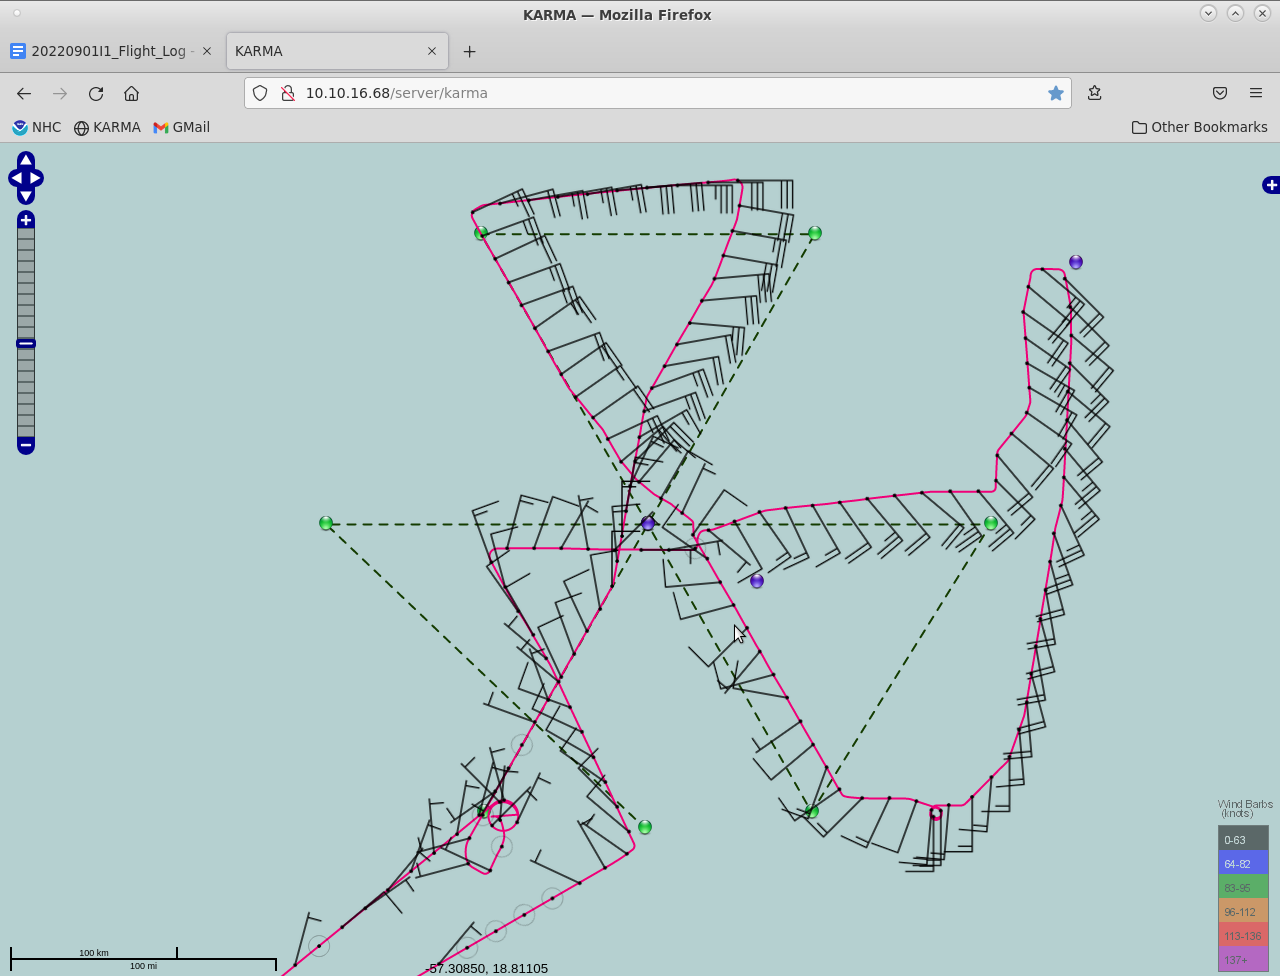 KARMA — Mozilla Firefox
20220901I1_Flight_Log -
KARMA
10.10.16.68/server/karma
NHC
KARMA
GMail
Other Bookmarks
Wind Barbs
(knots)
0-63
64-82
83-95
96-112
113-136
137+
100 km
100 mi
-57.30850, 18.81105